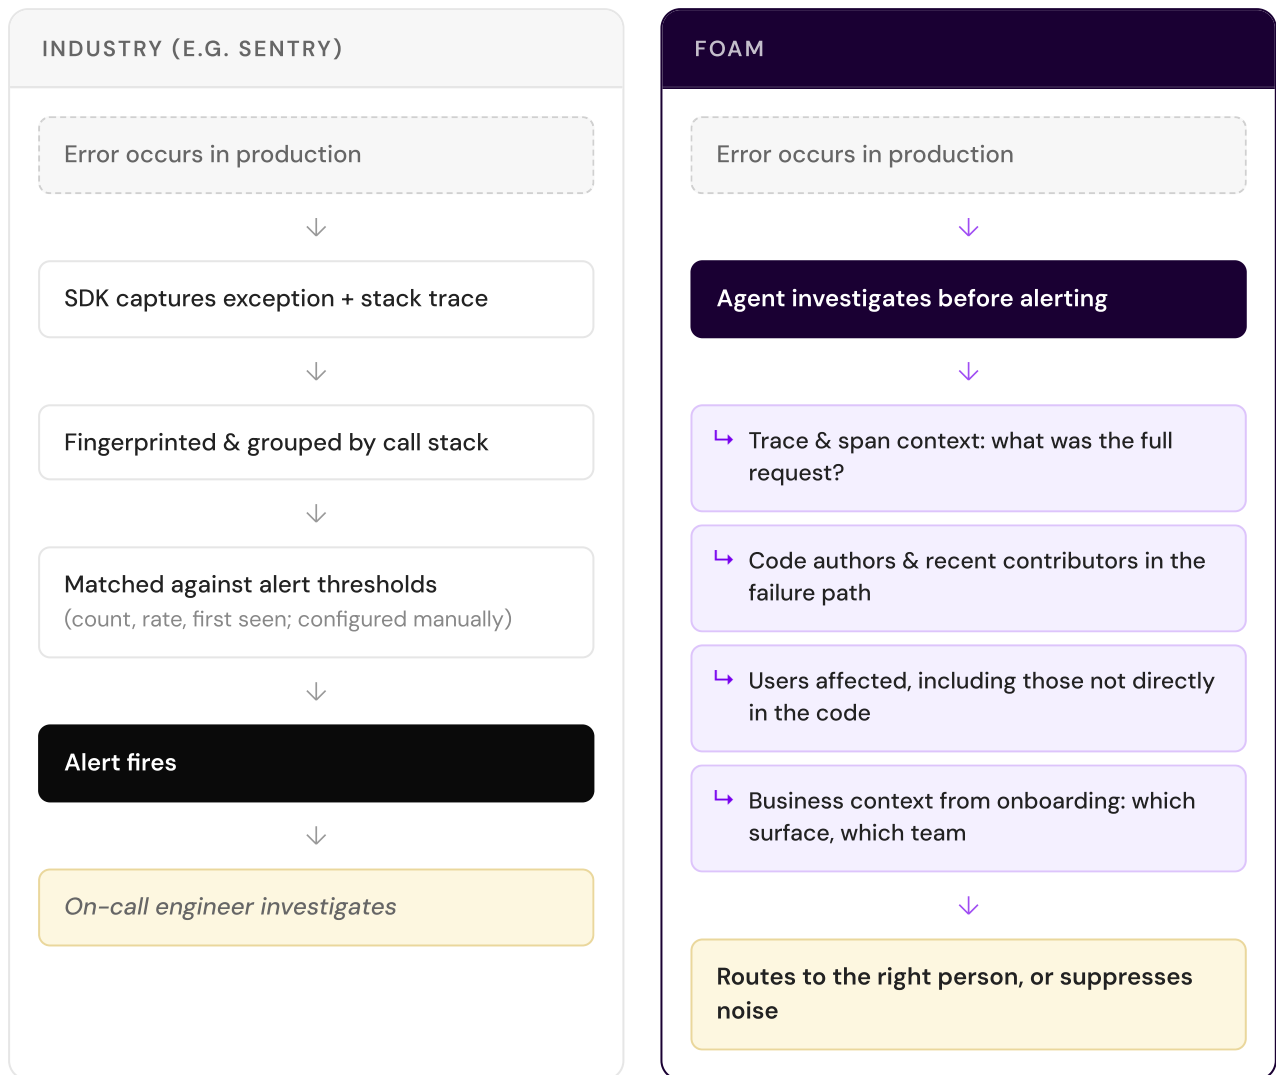 INDUSTRY (E.G. SENTRY)
Error occurs in production
SDK captures exception + stack trace
Fingerprinted & grouped by call stack
Matched against alert thresholds
(count, rate, first seen; configured manually)
Alert fires
On-call engineer investigates
FOAM
Error occurs in production
Agent investigates before alerting
Trace & span context: what was the full
request?
Code authors & recent contributors in the
failure path
Users affected, including those not directly
in the code
Business context from onboarding: which
surface, which team
Routes to the right person, or suppresses
noise